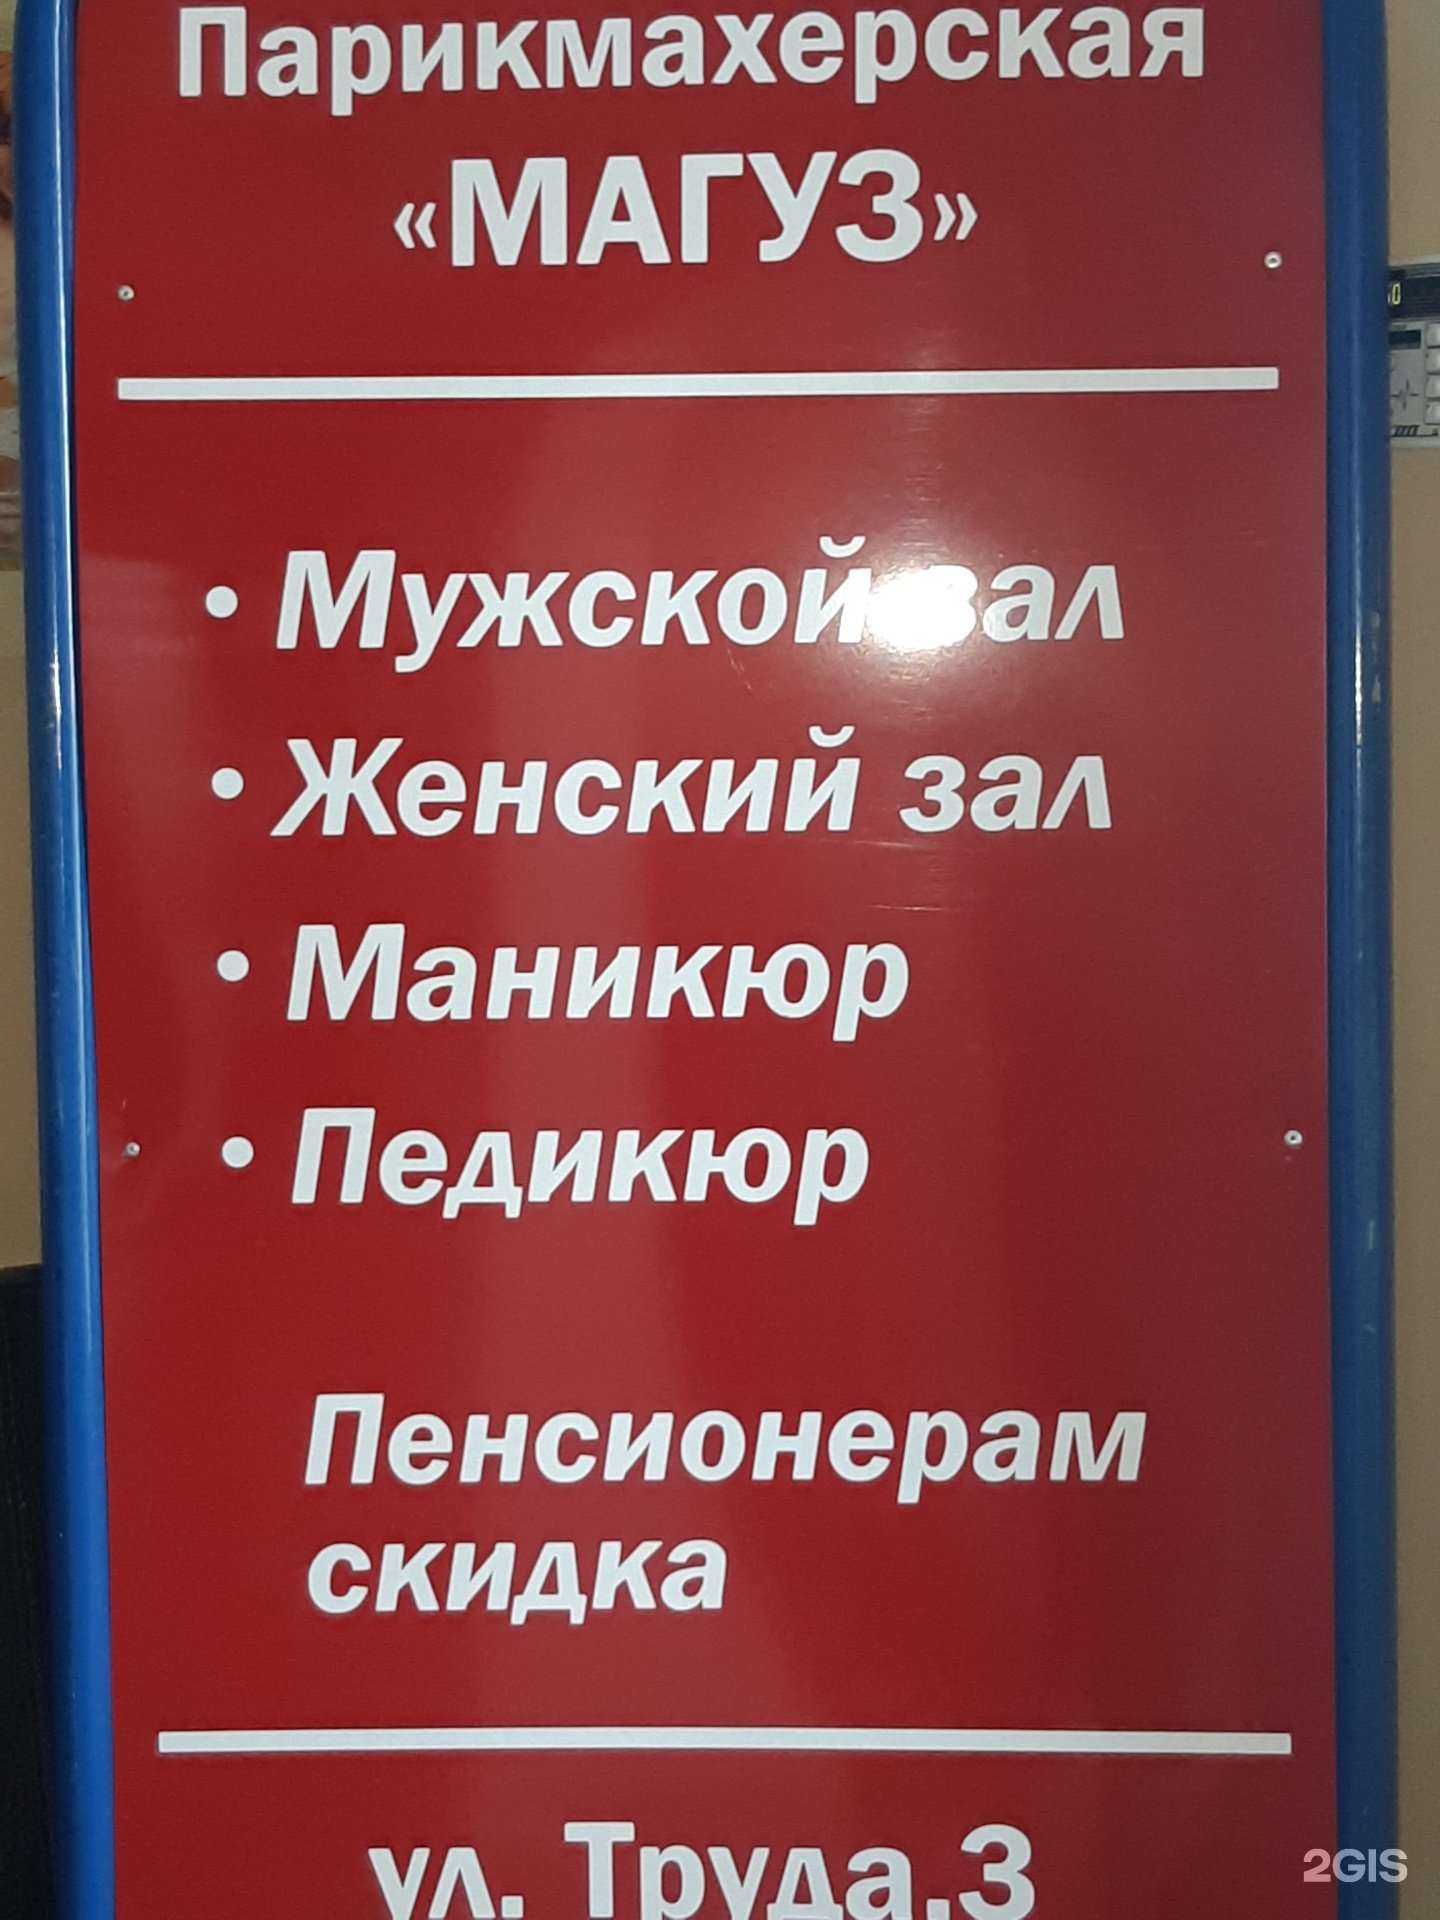 Парикмахерская
«МАГУЗ»
• Мужской зал
• Женский зал
• Маникюр
• Педикюр
Пенсионерам
скидка
ул. Труда,3
2GIS